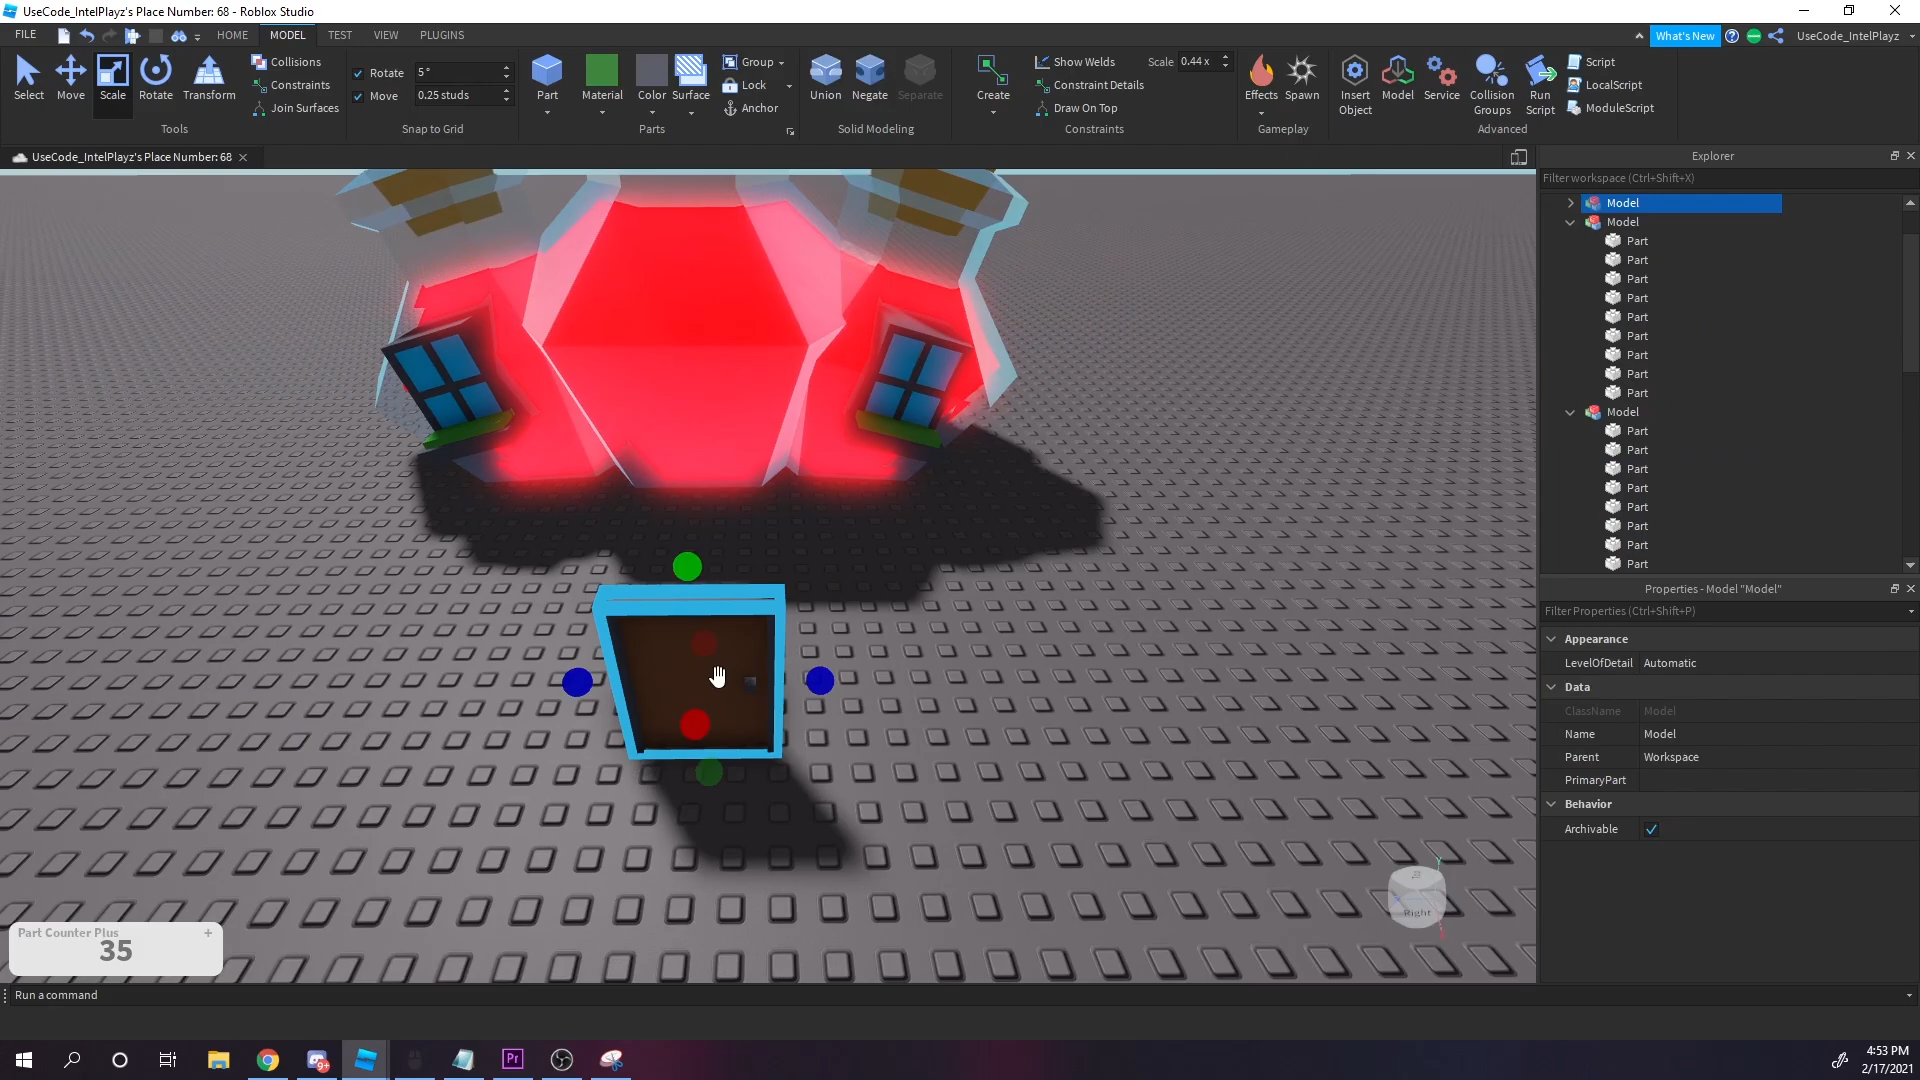 UseCode_IntelPlayz's Place Number: 68 - Roblox Studio
FILE HOME MODEL TEST VIEW PLUGINS What's New UseCode_IntelPlayz
Select Move Scale Rotate Transform
Collisions
Constraints
Join Surfaces
Tools
Rotate 5°
Move 0.25 studs
Snap to Grid
Part Material Color Surface
Group
Lock
Anchor
Parts
Union Negate Separate
Solid Modeling
Create
Show Welds Scale 0.44 x
Constraint Details
Draw On Top
Constraints
Effects Spawn
Gameplay
Insert Object Model Service Collision Groups Run Script
Script
LocalScript
ModuleScript
Advanced
UseCode_IntelPlayz's Place Number: 68
Explorer
Filter workspace (Ctrl+Shift+X)
Model
Model
Part
Part
Part
Part
Part
Part
Part
Part
Part
Model
Part
Part
Part
Part
Part
Part
Part
Part
Properties - Model "Model"
Filter Properties (Ctrl+Shift+P)
Appearance
LevelOfDetail Automatic
Data
ClassName Model
Name Model
Parent Workspace
PrimaryPart
Behavior
Archivable
Right
Part Counter Plus +
35
Run a command
9+
Pr
4:53 PM
2/17/2021